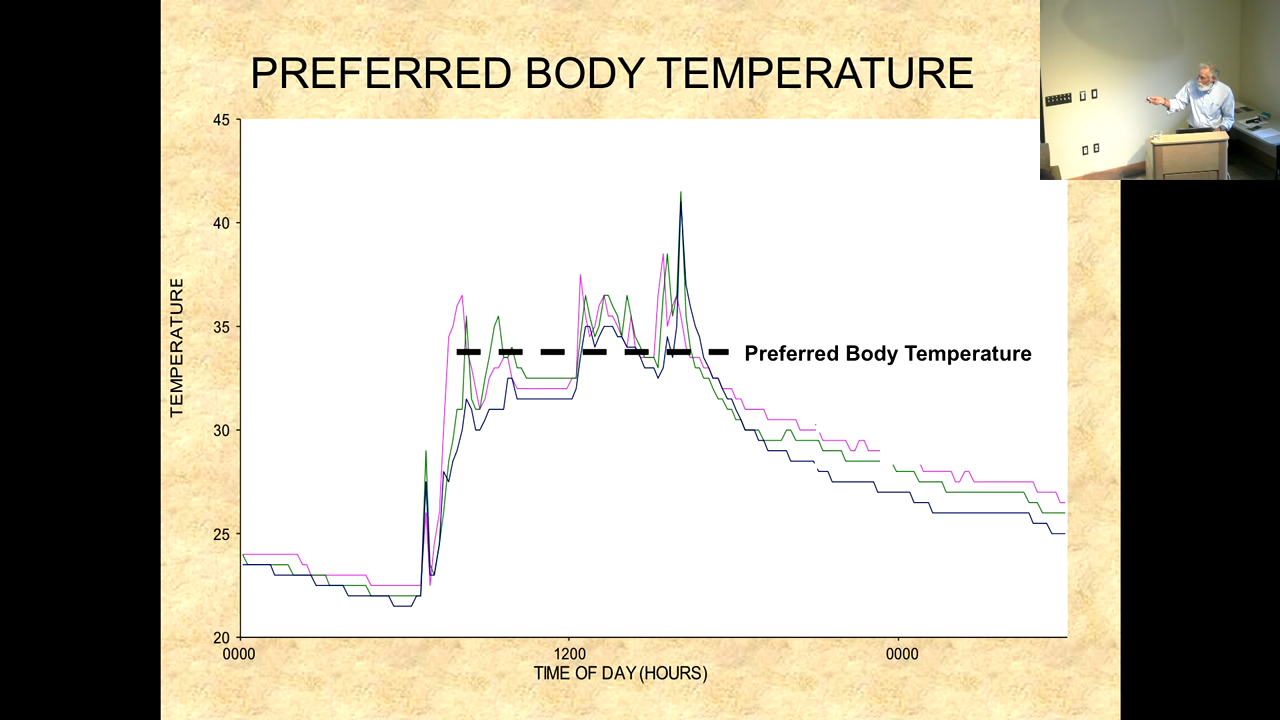 PREFERRED BODY TEMPERATURE
45
40
35
30
25
20
TEMPERATURE
Preferred Body Temperature
0000 1200 0000
TIME OF DAY (HOURS)